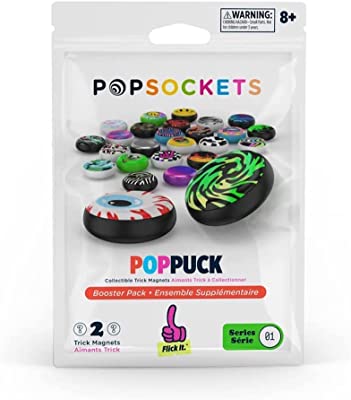 WARNING:
8+
POPSOCKETS
POPPUCK
Collectible Trick Magnets Aimants Trick à Collectionner
Booster Pack • Ensemble Supplémentaire
2
Trick Magnets
Aimants Trick
Flick It.
Series
Série
01